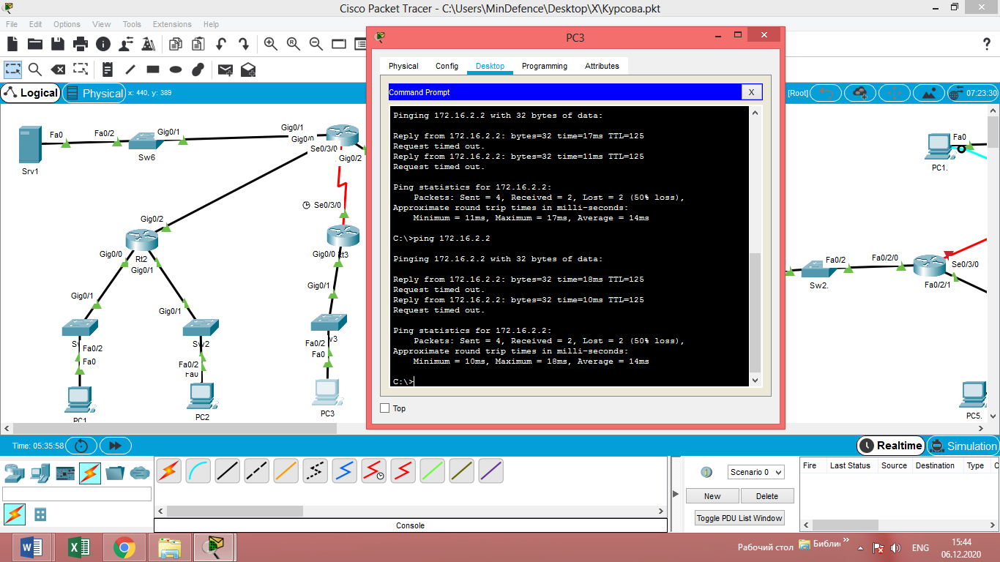 Cisco Packet Tracer - C:\Users\MinDefence\Desktop\X\Курсова.pkt
File Edit Options View Tools Extensions Help
PC3
Physical Config Desktop Programming Attributes
Logical
Physical
x: 440, y: 389
[Root]
07:23:30
Command Prompt
X
Pinging 172.16.2.2 with 32 bytes of data:
Reply from 172.16.2.2: bytes=32 time=17ms TTL=125
Request timed out.
Reply from 172.16.2.2: bytes=32 time=11ms TTL=125
Request timed out.
Ping statistics for 172.16.2.2:
Packets: Sent = 4, Received = 2, Lost = 2 (50% loss),
Approximate round trip times in milli-seconds:
Minimum = 11ms, Maximum = 17ms, Average = 14ms
C:\>ping 172.16.2.2
Pinging 172.16.2.2 with 32 bytes of data:
Reply from 172.16.2.2: bytes=32 time=18ms TTL=125
Request timed out.
Reply from 172.16.2.2: bytes=32 time=10ms TTL=125
Request timed out.
Ping statistics for 172.16.2.2:
Packets: Sent = 4, Received = 2, Lost = 2 (50% loss),
Approximate round trip times in milli-seconds:
Minimum = 10ms, Maximum = 18ms, Average = 14ms
C:\>
Top
Fa0
Fa0/2
Gig0/1
Gig0/1
Gig0/0
Se0/3/0
Gig0/2
Sw6
Srv1
Se0/3/0
Gig0/2
Gig0/0
Rt2
Gig0/1
Gig0/0
Gig0/1
Gig0/1
Gig0/1
Sw2
Fa0/2
Fa0
Fa0/2
Fa0
Fa0/2
Fa0
PC1
PC2
PC3
Fa0
PC1.
Fa0/2
Fa0/2/0
Se0/3/0
Sw2.
Fa0/2/1
PC5.
Time: 05:35:58
Realtime
Simulation
Scenario 0
New
Delete
Toggle PDU List Window
Fire Last Status Source Destination Type
Console
Рабочий стол
ENG
15:44
06.12.2020